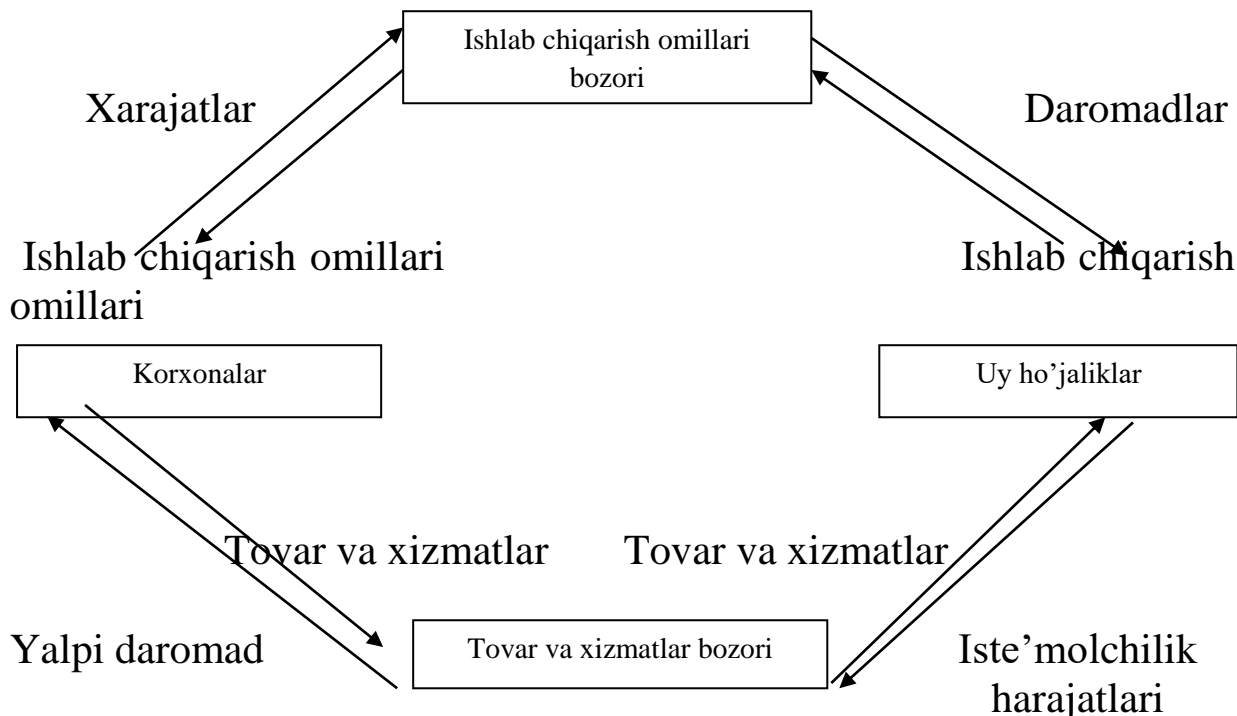 Ishlab chiqarish omillari
bozori
Xarajatlar
Daromadlar
Ishlab chiqarish omillari
Ishlab chiqarish
omillari
Korxonalar
Uy ho’jaliklar
Tovar va xizmatlar
Tovar va xizmatlar
Yalpi daromad
Tovar va xizmatlar bozori
Iste’molchilik
harajatlari